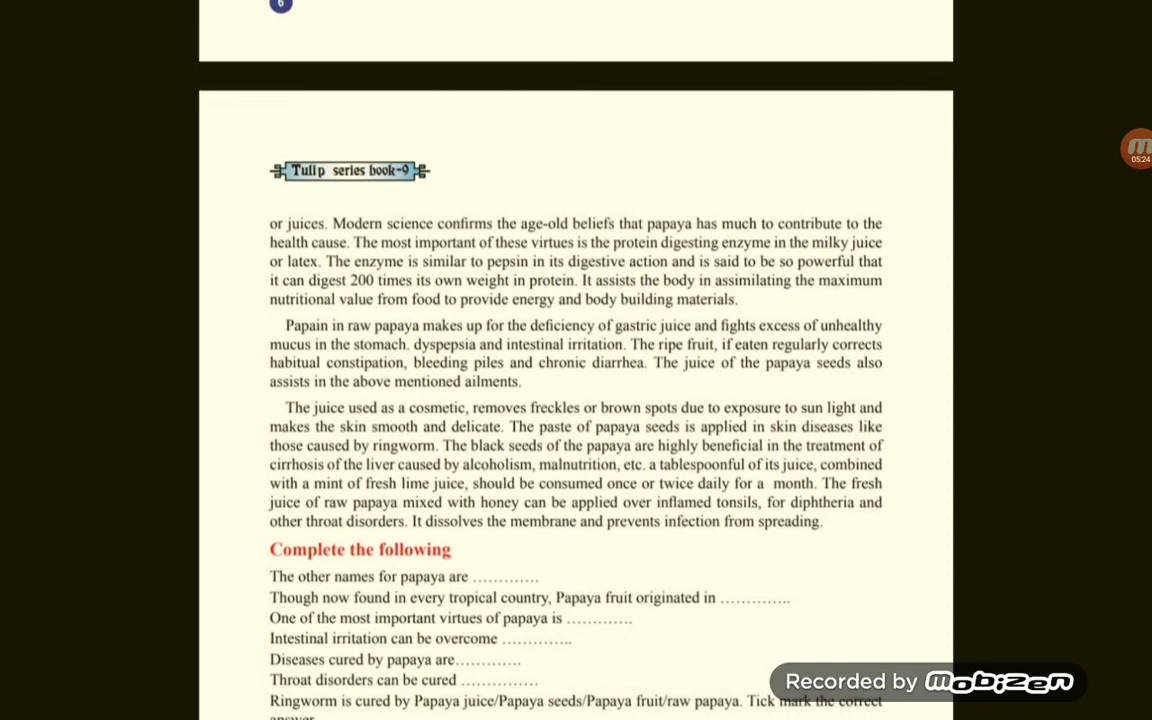 6
Tulip series book-9
or juices. Modern science confirms the age-old beliefs that papaya has much to contribute to the
health cause. The most important of these virtues is the protein digesting enzyme in the milky juice
or latex. The enzyme is similar to pepsin in its digestive action and is said to be so powerful that
it can digest 200 times its own weight in protein. It assists the body in assimilating the maximum
nutritional value from food to provide energy and body building materials.
Papain in raw papaya makes up for the deficiency of gastric juice and fights excess of unhealthy
mucus in the stomach. dyspepsia and intestinal irritation. The ripe fruit, if eaten regularly corrects
habitual constipation, bleeding piles and chronic diarrhea. The juice of the papaya seeds also
assists in the above mentioned ailments.
The juice used as a cosmetic, removes freckles or brown spots due to exposure to sun light and
makes the skin smooth and delicate. The paste of papaya seeds is applied in skin diseases like
those caused by ringworm. The black seeds of the papaya are highly beneficial in the treatment of
cirrhosis of the liver caused by alcoholism, malnutrition, etc. a tablespoonful of its juice, combined
with a mint of fresh lime juice, should be consumed once or twice daily for a month. The fresh
juice of raw papaya mixed with honey can be applied over inflamed tonsils, for diphtheria and
other throat disorders. It dissolves the membrane and prevents infection from spreading.
Complete the following
The other names for papaya are .............
Though now found in every tropical country, Papaya fruit originated in ..............
One of the most important virtues of papaya is .............
Intestinal irritation can be overcome ..............
Diseases cured by papaya are.............
Throat disorders can be cured ...............
Ringworm is cured by Papaya juice/Papaya seeds/Papaya fruit/raw papaya. Tick mark the correct
answer
05:24
Recorded by mobizen